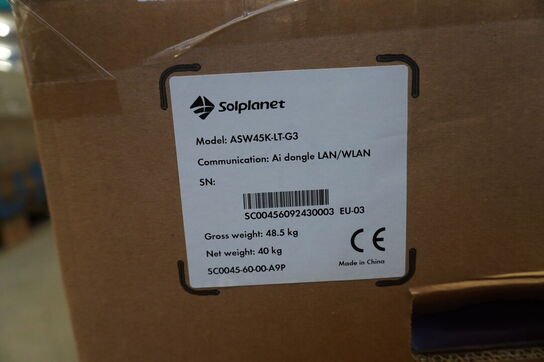 Solplanet
Model: ASW45K-LT-G3
Communication: Ai dongle LAN/WLAN
SN:
SC00456092430003 EU-03
Gross weight: 48.5 kg
Net weight: 40 kg
CE
SC0045-60-00-A9P
Made in China